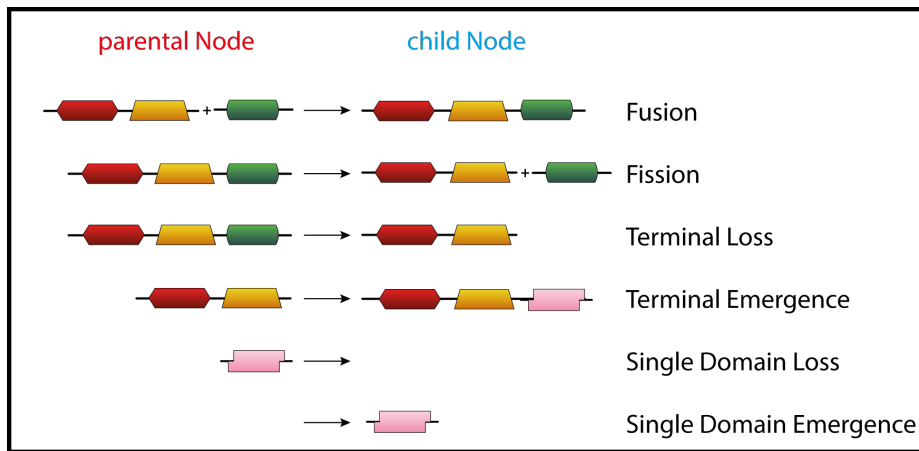 parental Node child Node
+ Fusion
+ Fission
Terminal Loss
Terminal Emergence
Single Domain Loss
Single Domain Emergence